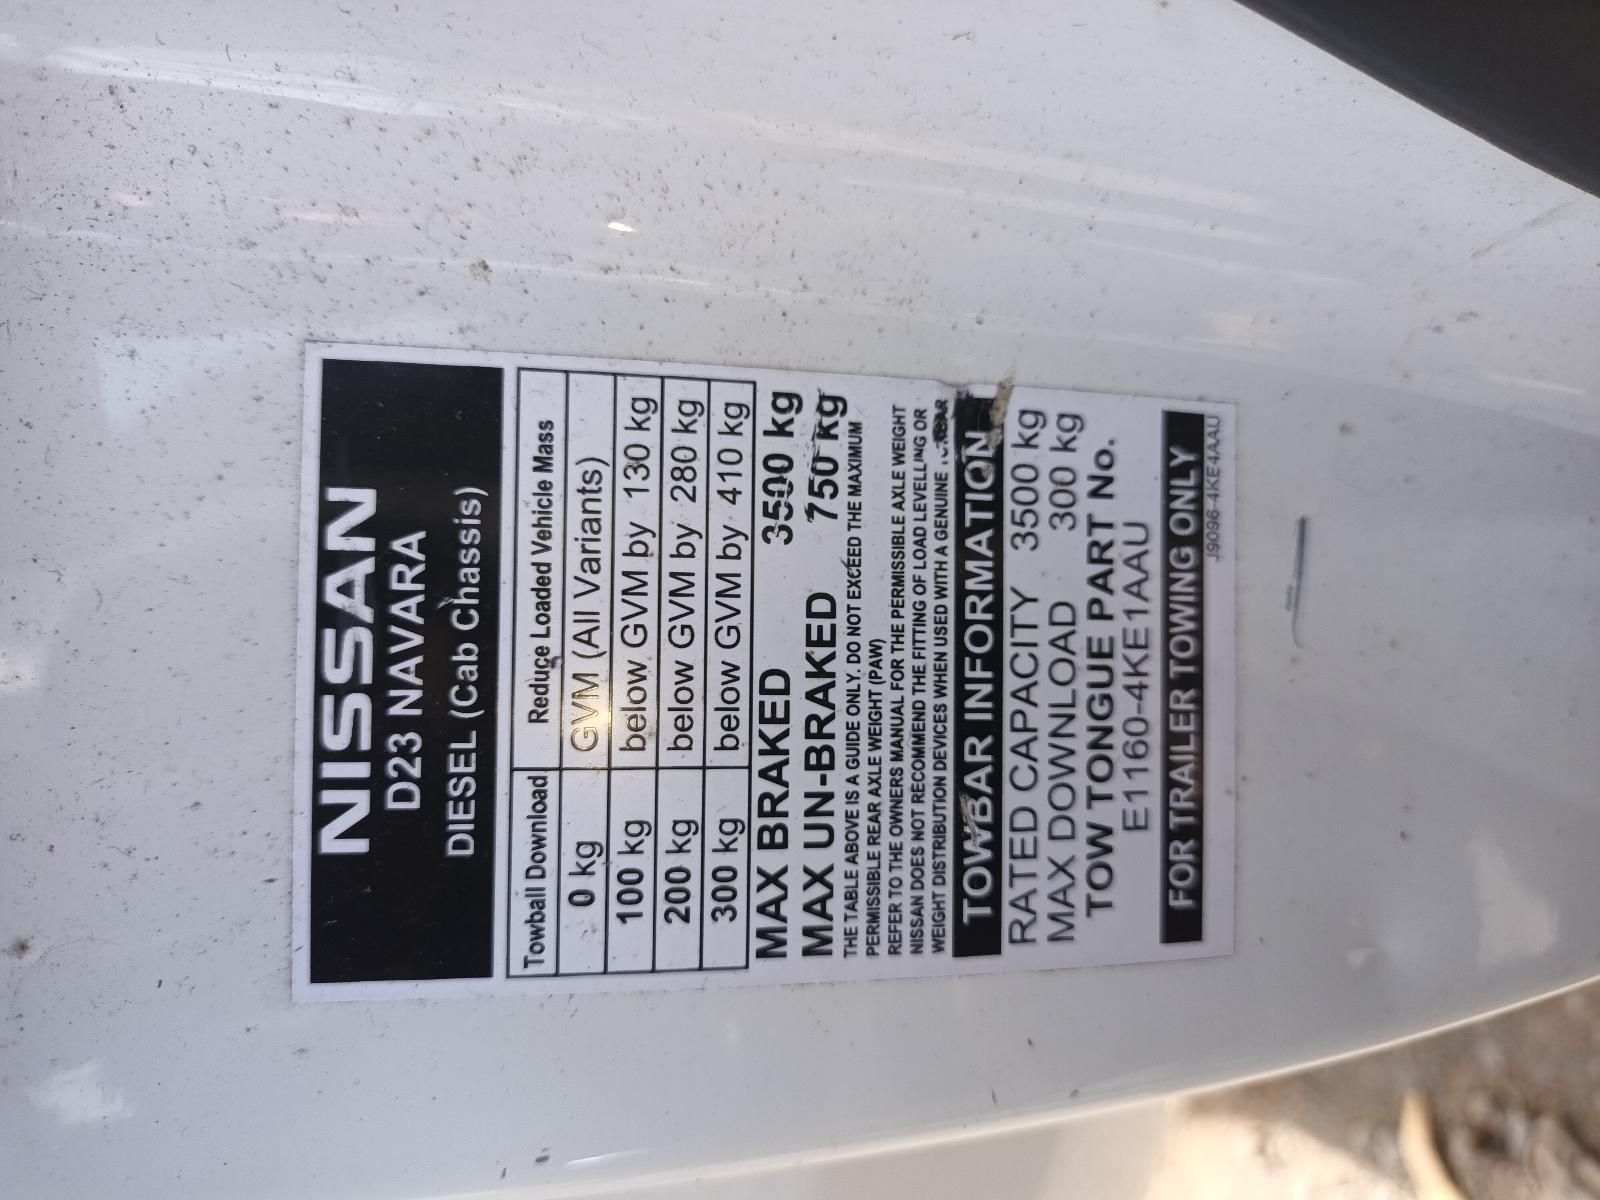 NISSAN
D23 NAVARA
DIESEL (Cab Chassis)
Towball Download Reduce Loaded Vehicle Mass
0 kg GVM (All Variants)
100 kg below GVM by 130 kg
200 kg below GVM by 280 kg
300 kg below GVM by 410 kg
MAX BRAKED 3500 kg
MAX UN-BRAKED 750 kg
THE TABLE ABOVE IS A GUIDE ONLY. DO NOT EXCEED THE MAXIMUM
PERMISSIBLE REAR AXLE WEIGHT (PAW)
REFER TO THE OWNERS MANUAL FOR THE PERMISSIBLE AXLE WEIGHT
NISSAN DOES NOT RECOMMEND THE FITTING OF LOAD LEVELLING OR
WEIGHT DISTRIBUTION DEVICES WHEN USED WITH A GENUINE TOWBAR
TOWBAR INFORMATION
RATED CAPACITY 3500 kg
MAX DOWNLOAD 300 kg
TOW TONGUE PART No.
E1160-4KE1AAU
FOR TRAILER TOWING ONLY
J9096-4KE4AAU